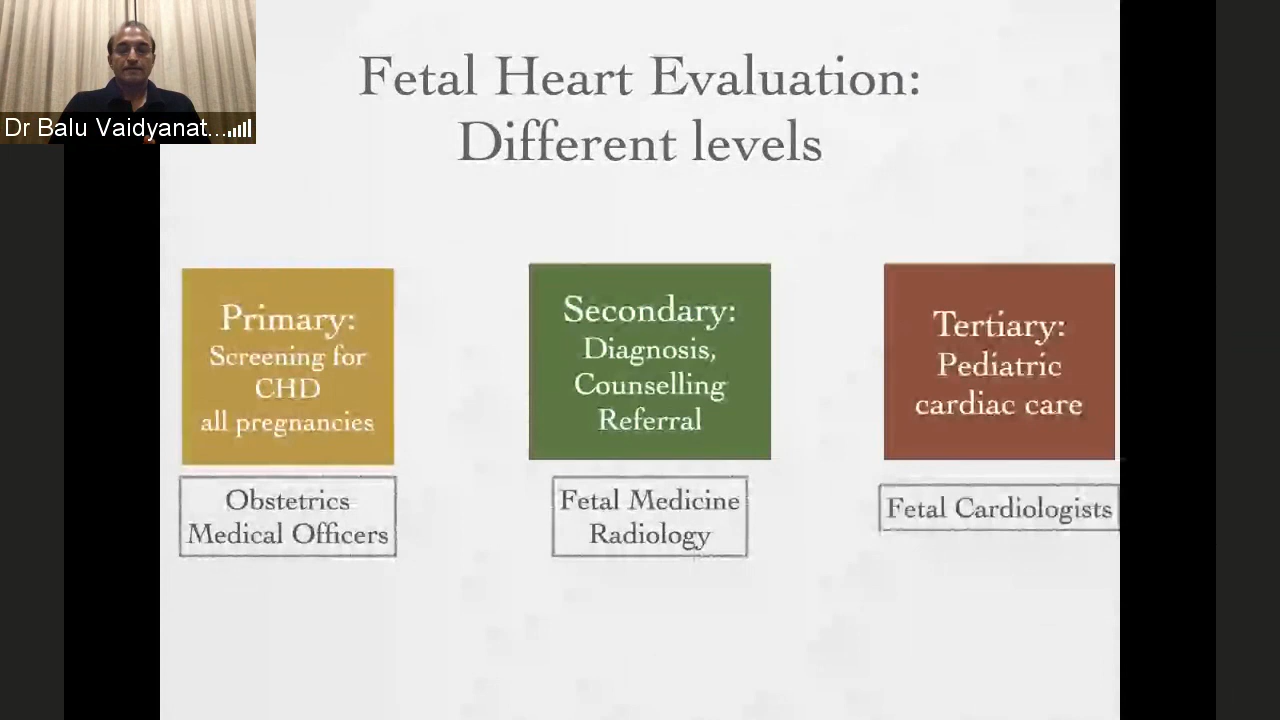 Dr Balu Vaidyanat...
Fetal Heart Evaluation:
Different levels
Primary:
Screening for
CHD
all pregnancies
Obstetrics
Medical Officers
Secondary:
Diagnosis,
Counselling
Referral
Fetal Medicine
Radiology
Tertiary:
Pediatric
cardiac care
Fetal Cardiologists